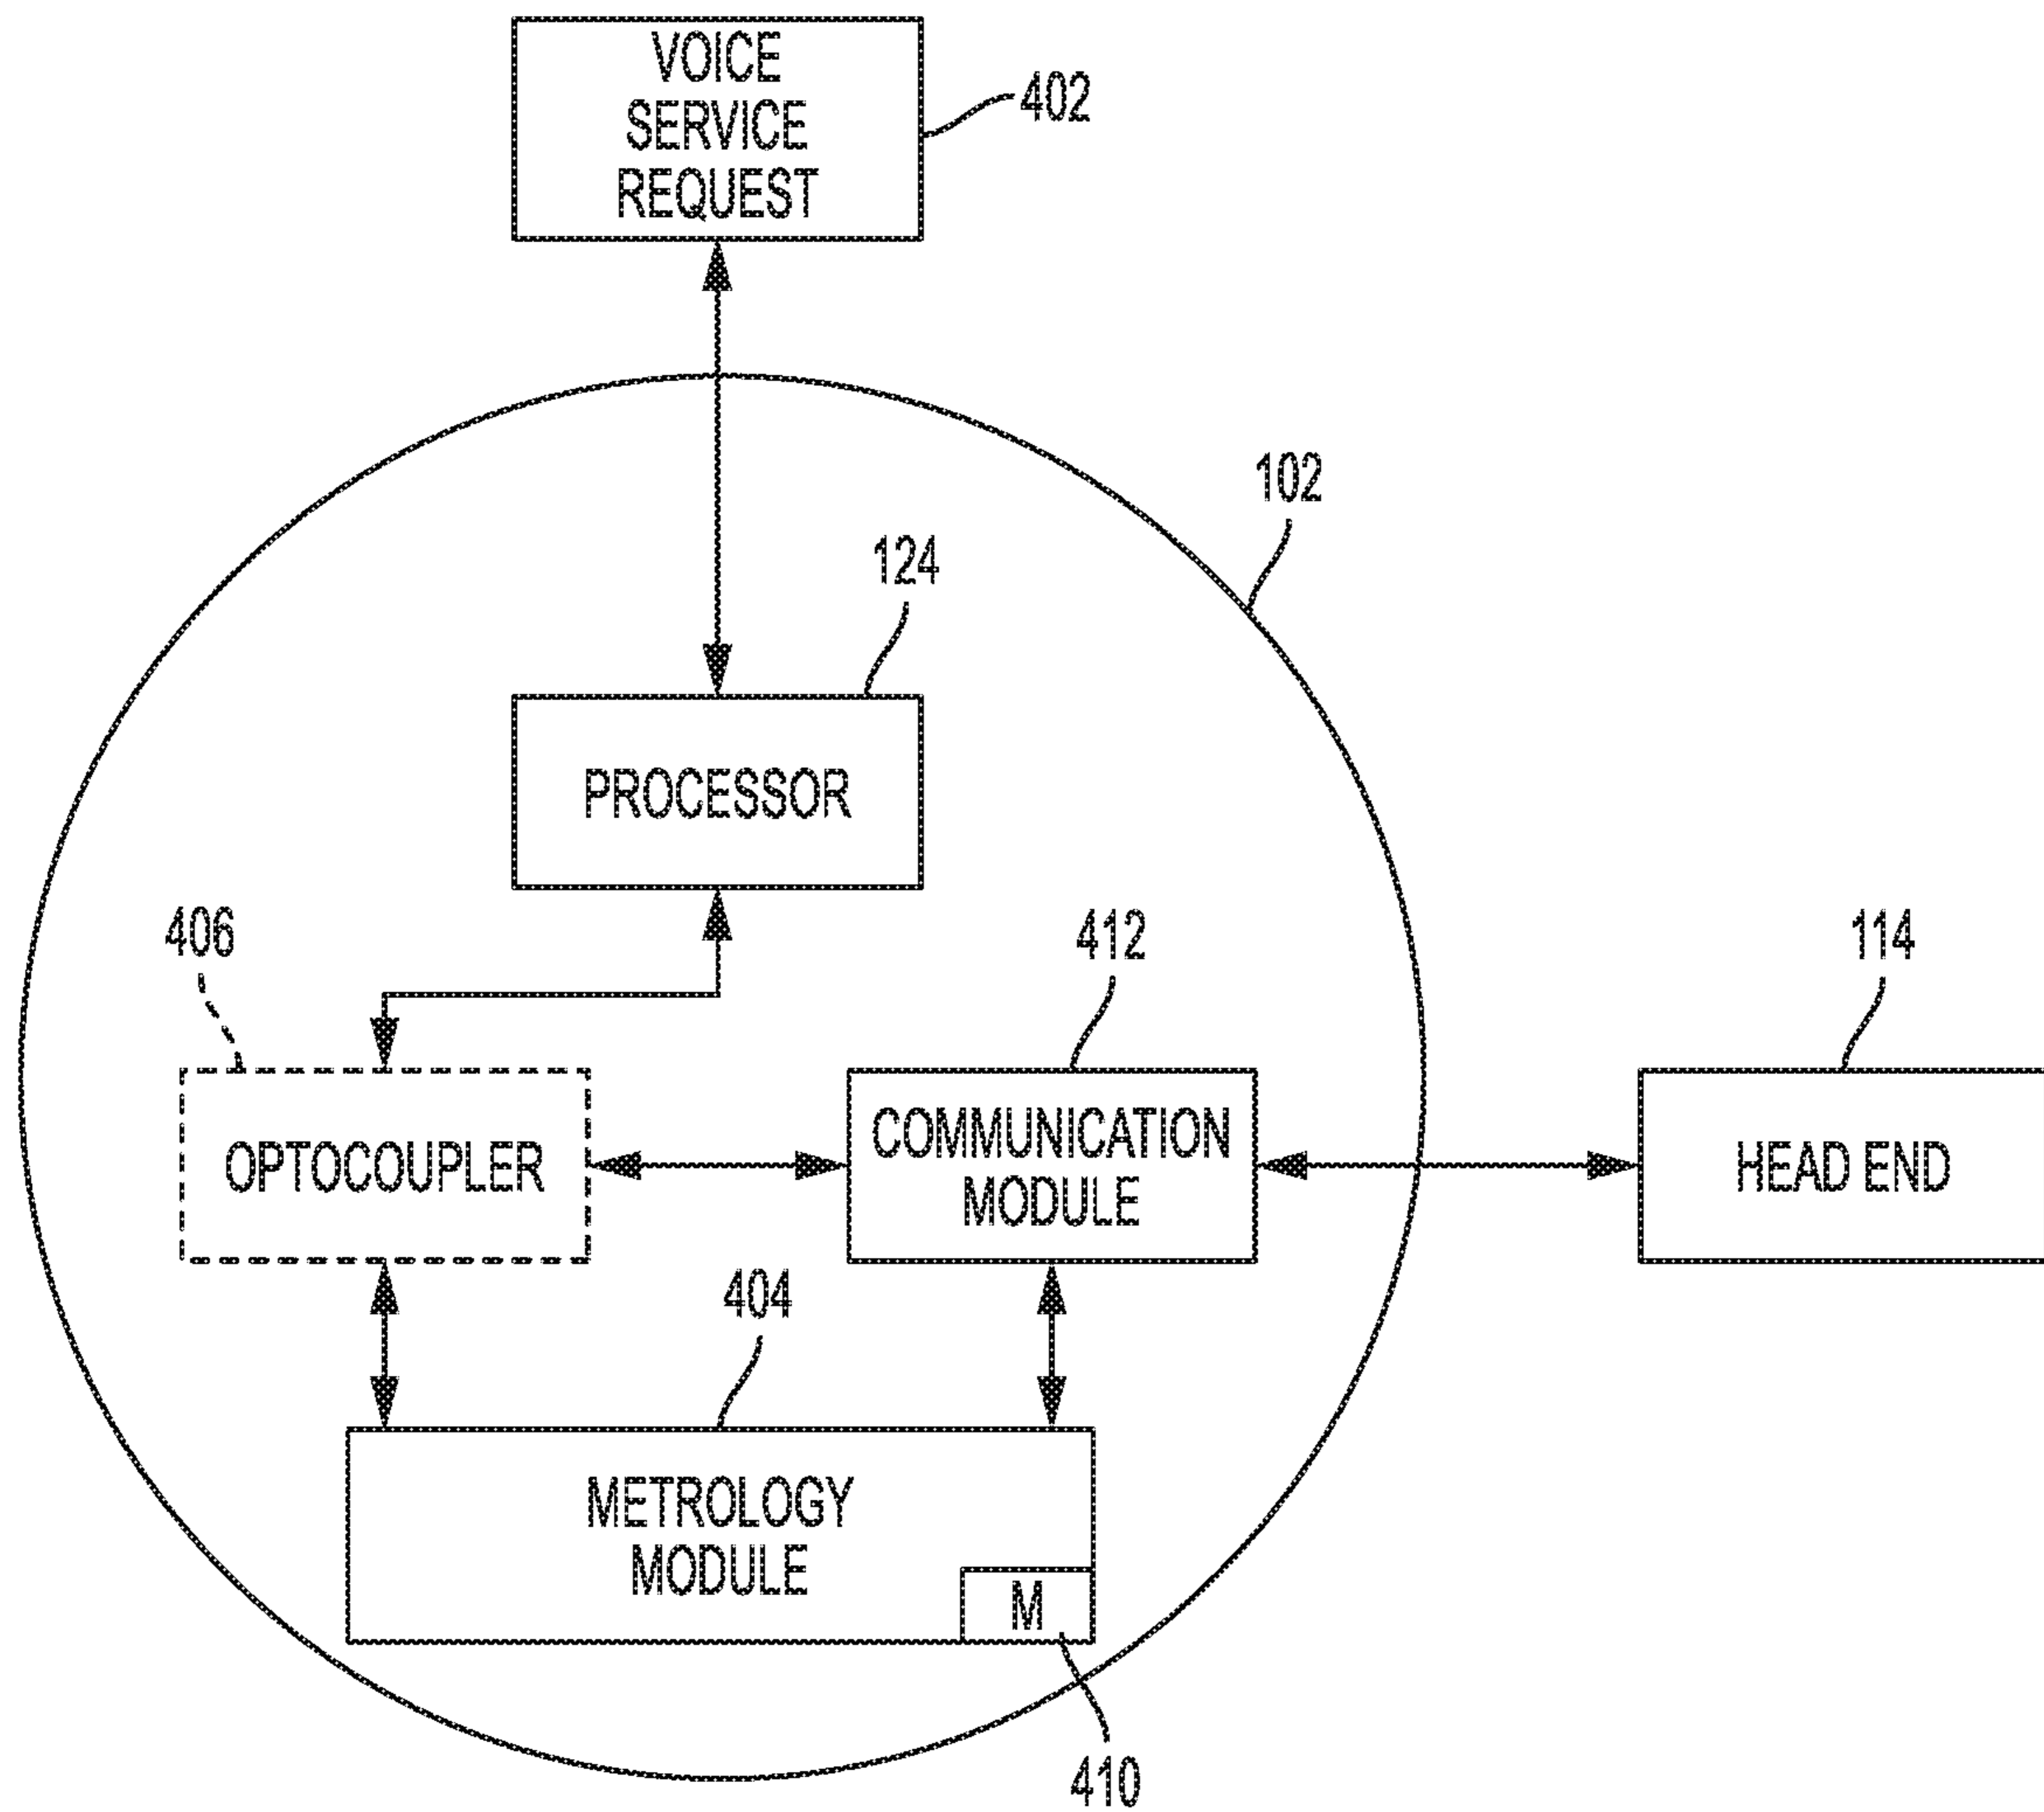 VOICE
SERVICE
REQUEST
402
102
124
PROCESSOR
406
412
114
OPTOCOUPLER
COMMUNICATION
MODULE
HEAD END
404
METROLOGY
MODULE
M
410